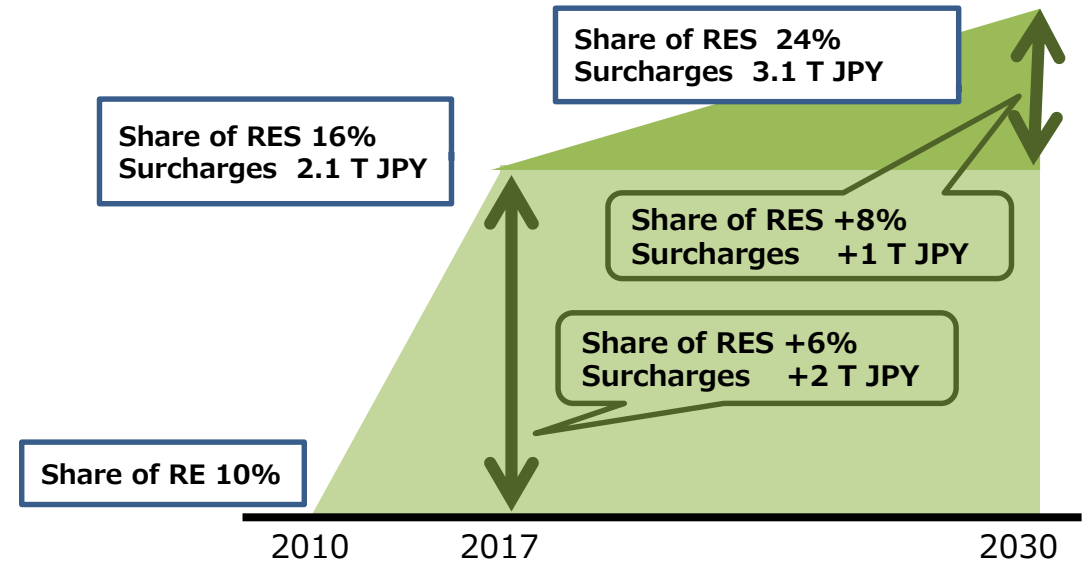 Share of RES 24%
Surcharges 3.1 T JPY
Share of RES 16%
Surcharges 2.1 T JPY
Share of RES +8%
Surcharges +1 T JPY
Share of RES +6%
Surcharges +2 T JPY
Share of RE 10%
2010 2017 2030